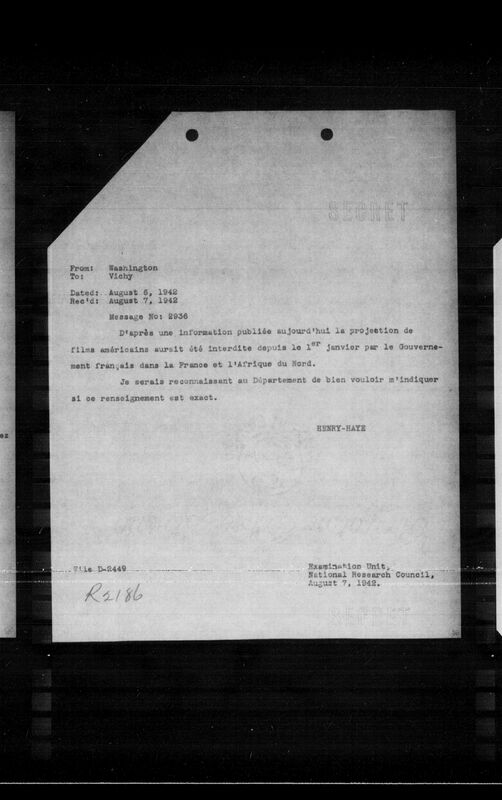 SECRET
From: Washington
To: Vichy
Dated: August 6, 1942
Rec'd: August 7, 1942
Message No: 2936
D'après une information publiée aujourd'hui la projection de
films américains aurait été interdite depuis le 1er janvier par le Gouverne-
ment français dans la France et l'Afrique du Nord.
Je serais reconnaissant au Département de bien vouloir m'indiquer
si ce renseignement est exact.
HENRY-HAYE
File D-2449
Examination Unit,
National Research Council,
August 7, 1942.
R2186
SECRET
ez